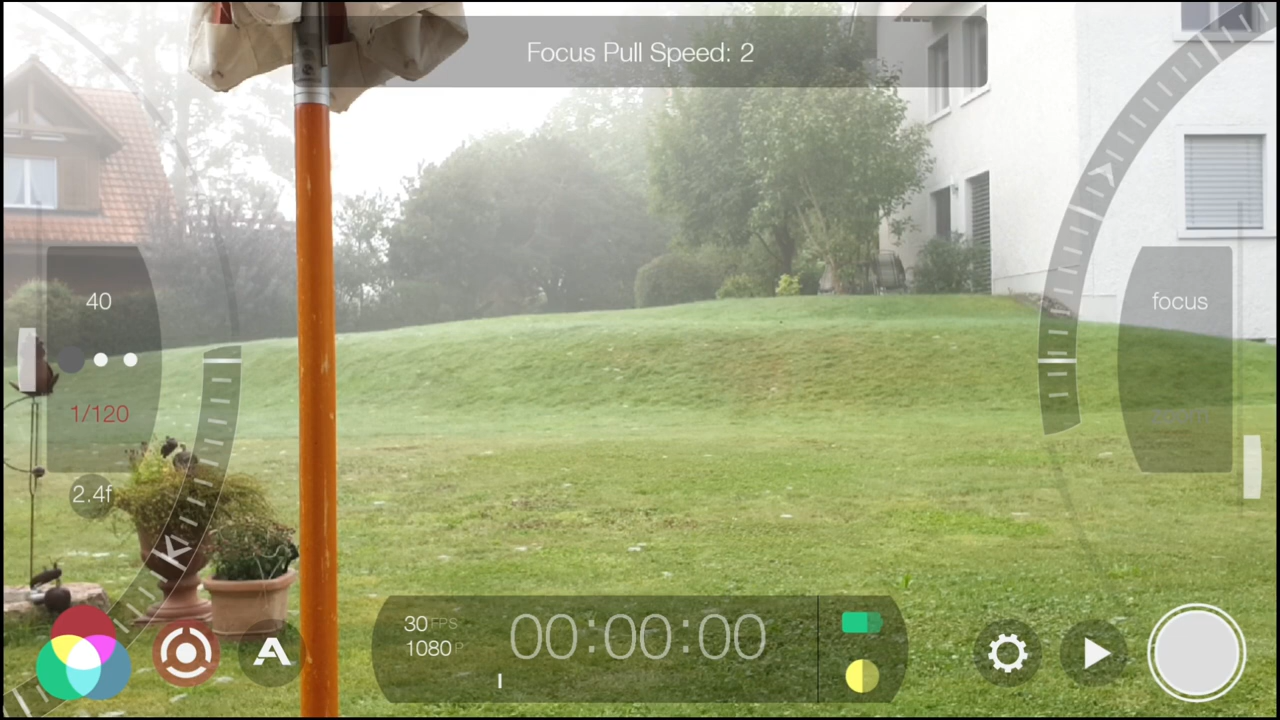 Focus Pull Speed: 2
40
1/120
2.4f
focus
30 FPS
1080 P
00:00:00
A